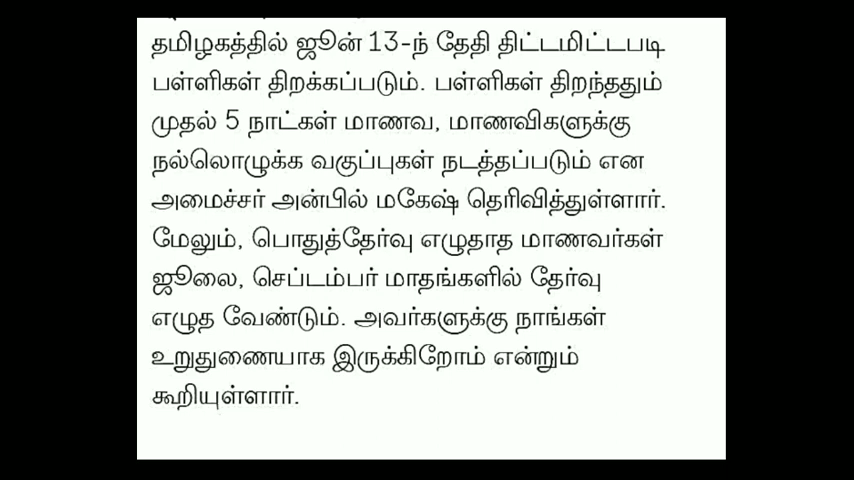 தமிழகத்தில் ஜூன் 13-ந் தேதி திட்டமிட்டபடி
பள்ளிகள் திறக்கப்படும். பள்ளிகள் திறந்ததும்
முதல் 5 நாட்கள் மாணவ, மாணவிகளுக்கு
நல்லொழுக்க வகுப்புகள் நடத்தப்படும் என
அமைச்சர் அன்பில் மகேஷ் தெரிவித்துள்ளார்.
மேலும், பொதுத்தேர்வு எழுதாத மாணவர்கள்
ஜூலை, செப்டம்பர் மாதங்களில் தேர்வு
எழுத வேண்டும். அவர்களுக்கு நாங்கள்
உறுதுணையாக இருக்கிறோம் என்றும்
கூறியுள்ளார்.